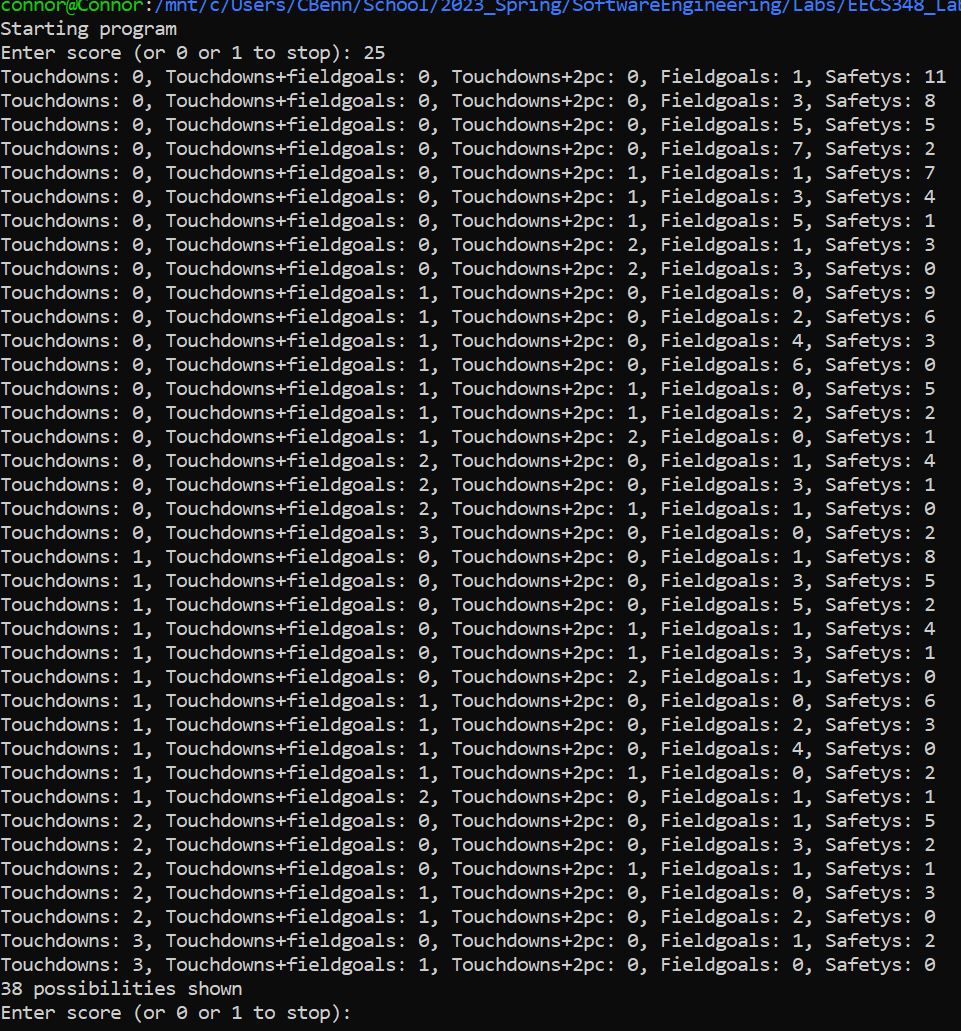 connor@Connor:/mnt/c/Users/CBenn/School/2023_Spring/SoftwareEngineering/Labs/EECS348_Lab
Starting program
Enter score (or 0 or 1 to stop): 25
Touchdowns: 0, Touchdowns+fieldgoals: 0, Touchdowns+2pc: 0, Fieldgoals: 1, Safetys: 11
Touchdowns: 0, Touchdowns+fieldgoals: 0, Touchdowns+2pc: 0, Fieldgoals: 3, Safetys: 8
Touchdowns: 0, Touchdowns+fieldgoals: 0, Touchdowns+2pc: 0, Fieldgoals: 5, Safetys: 5
Touchdowns: 0, Touchdowns+fieldgoals: 0, Touchdowns+2pc: 0, Fieldgoals: 7, Safetys: 2
Touchdowns: 0, Touchdowns+fieldgoals: 0, Touchdowns+2pc: 1, Fieldgoals: 1, Safetys: 7
Touchdowns: 0, Touchdowns+fieldgoals: 0, Touchdowns+2pc: 1, Fieldgoals: 3, Safetys: 4
Touchdowns: 0, Touchdowns+fieldgoals: 0, Touchdowns+2pc: 1, Fieldgoals: 5, Safetys: 1
Touchdowns: 0, Touchdowns+fieldgoals: 0, Touchdowns+2pc: 2, Fieldgoals: 1, Safetys: 3
Touchdowns: 0, Touchdowns+fieldgoals: 0, Touchdowns+2pc: 2, Fieldgoals: 3, Safetys: 0
Touchdowns: 0, Touchdowns+fieldgoals: 1, Touchdowns+2pc: 0, Fieldgoals: 0, Safetys: 9
Touchdowns: 0, Touchdowns+fieldgoals: 1, Touchdowns+2pc: 0, Fieldgoals: 2, Safetys: 6
Touchdowns: 0, Touchdowns+fieldgoals: 1, Touchdowns+2pc: 0, Fieldgoals: 4, Safetys: 3
Touchdowns: 0, Touchdowns+fieldgoals: 1, Touchdowns+2pc: 0, Fieldgoals: 6, Safetys: 0
Touchdowns: 0, Touchdowns+fieldgoals: 1, Touchdowns+2pc: 1, Fieldgoals: 0, Safetys: 5
Touchdowns: 0, Touchdowns+fieldgoals: 1, Touchdowns+2pc: 1, Fieldgoals: 2, Safetys: 2
Touchdowns: 0, Touchdowns+fieldgoals: 1, Touchdowns+2pc: 2, Fieldgoals: 0, Safetys: 1
Touchdowns: 0, Touchdowns+fieldgoals: 2, Touchdowns+2pc: 0, Fieldgoals: 1, Safetys: 4
Touchdowns: 0, Touchdowns+fieldgoals: 2, Touchdowns+2pc: 0, Fieldgoals: 3, Safetys: 1
Touchdowns: 0, Touchdowns+fieldgoals: 2, Touchdowns+2pc: 1, Fieldgoals: 1, Safetys: 0
Touchdowns: 0, Touchdowns+fieldgoals: 3, Touchdowns+2pc: 0, Fieldgoals: 0, Safetys: 2
Touchdowns: 1, Touchdowns+fieldgoals: 0, Touchdowns+2pc: 0, Fieldgoals: 1, Safetys: 8
Touchdowns: 1, Touchdowns+fieldgoals: 0, Touchdowns+2pc: 0, Fieldgoals: 3, Safetys: 5
Touchdowns: 1, Touchdowns+fieldgoals: 0, Touchdowns+2pc: 0, Fieldgoals: 5, Safetys: 2
Touchdowns: 1, Touchdowns+fieldgoals: 0, Touchdowns+2pc: 1, Fieldgoals: 1, Safetys: 4
Touchdowns: 1, Touchdowns+fieldgoals: 0, Touchdowns+2pc: 1, Fieldgoals: 3, Safetys: 1
Touchdowns: 1, Touchdowns+fieldgoals: 0, Touchdowns+2pc: 2, Fieldgoals: 1, Safetys: 0
Touchdowns: 1, Touchdowns+fieldgoals: 1, Touchdowns+2pc: 0, Fieldgoals: 0, Safetys: 6
Touchdowns: 1, Touchdowns+fieldgoals: 1, Touchdowns+2pc: 0, Fieldgoals: 2, Safetys: 3
Touchdowns: 1, Touchdowns+fieldgoals: 1, Touchdowns+2pc: 0, Fieldgoals: 4, Safetys: 0
Touchdowns: 1, Touchdowns+fieldgoals: 1, Touchdowns+2pc: 1, Fieldgoals: 0, Safetys: 2
Touchdowns: 1, Touchdowns+fieldgoals: 2, Touchdowns+2pc: 0, Fieldgoals: 1, Safetys: 1
Touchdowns: 2, Touchdowns+fieldgoals: 0, Touchdowns+2pc: 0, Fieldgoals: 1, Safetys: 5
Touchdowns: 2, Touchdowns+fieldgoals: 0, Touchdowns+2pc: 0, Fieldgoals: 3, Safetys: 2
Touchdowns: 2, Touchdowns+fieldgoals: 0, Touchdowns+2pc: 1, Fieldgoals: 1, Safetys: 1
Touchdowns: 2, Touchdowns+fieldgoals: 1, Touchdowns+2pc: 0, Fieldgoals: 0, Safetys: 3
Touchdowns: 2, Touchdowns+fieldgoals: 1, Touchdowns+2pc: 0, Fieldgoals: 2, Safetys: 0
Touchdowns: 3, Touchdowns+fieldgoals: 0, Touchdowns+2pc: 0, Fieldgoals: 1, Safetys: 2
Touchdowns: 3, Touchdowns+fieldgoals: 1, Touchdowns+2pc: 0, Fieldgoals: 0, Safetys: 0
38 possibilities shown
Enter score (or 0 or 1 to stop):